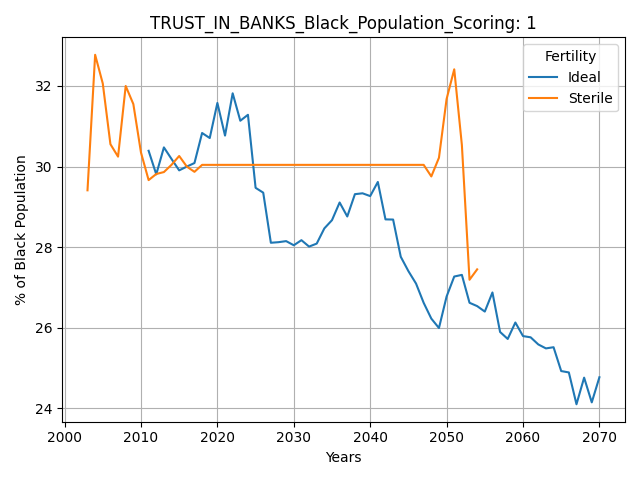 TRUST_IN_BANKS_Black_Population_Scoring: 1
Fertility
Ideal
Sterile
% of Black Population
32
30
28
26
24
2000 2010 2020 2030 2040 2050 2060 2070
Years